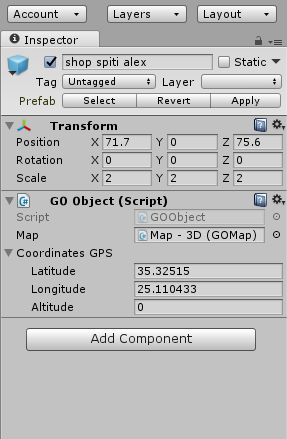 Account Layers Layout
Inspector
shop spiti alex Static
Tag Untagged Layer
Prefab Select Revert Apply
Transform
Position X 71.7 Y 0 Z 75.6
Rotation X 0 Y 0 Z 0
Scale X 2 Y 2 Z 2
GO Object (Script)
Script GOObject
Map Map - 3D (GOMap)
Coordinates GPS
Latitude 35.32515
Longitude 25.110433
Altitude 0
Add Component